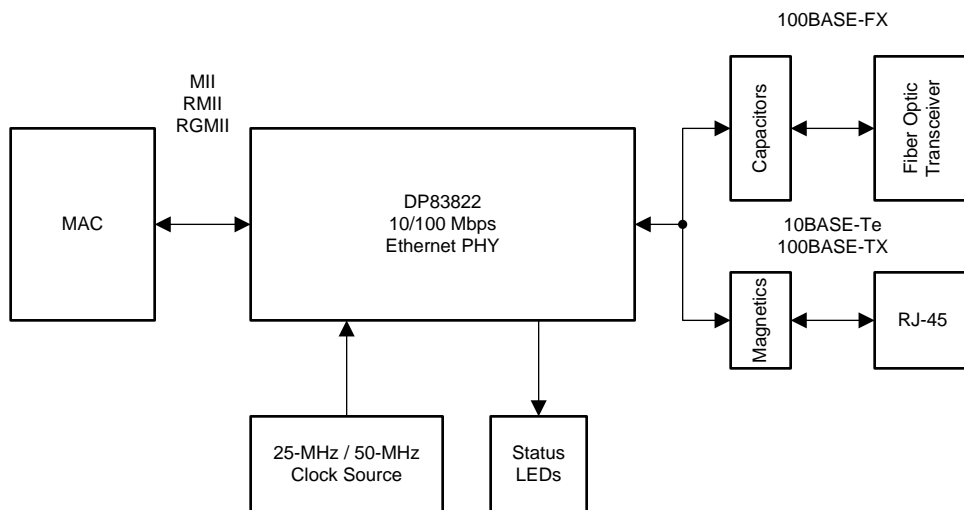 100BASE-FX
MII
RMII
RGMII
Capacitors
Fiber Optic
Transceiver
MAC
DP83822
10/100 Mbps
Ethernet PHY
10BASE-Te
100BASE-TX
Magnetics
RJ-45
25-MHz / 50-MHz
Clock Source
Status
LEDs